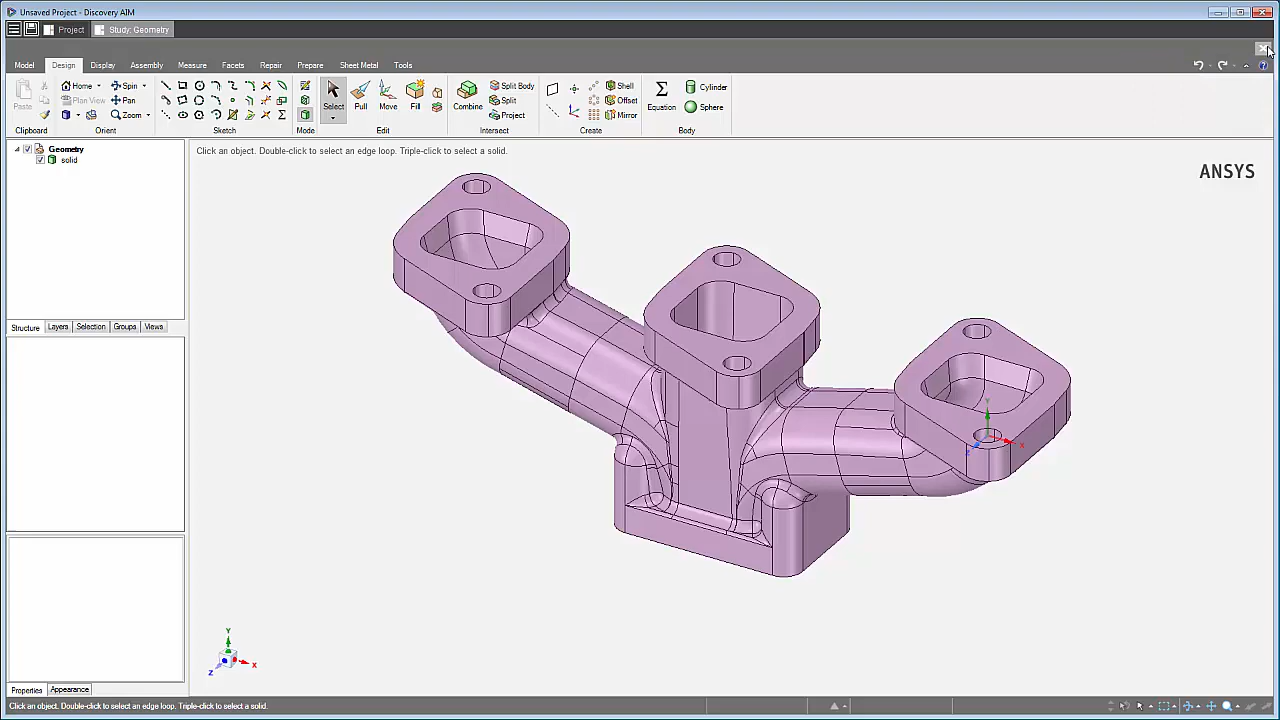 Unsaved Project - Discovery AIM
Project
Study: Geometry
Model Design Display Assembly Measure Facets Repair Prepare Sheet Metal Tools
Paste
Home
Plan View
Spin
Pan
Zoom
Select
Pull
Move
Fill
Combine
Split Body
Split
Project
Shell
Offset
Mirror
Equation
Cylinder
Sphere
Clipboard Orient Sketch Mode Edit Intersect Create Body
Geometry
solid
Click an object. Double-click to select an edge loop. Triple-click to select a solid.
ANSYS
Structure Layers Selection Groups Views
Y
X
Z
Y
X
Z
Properties Appearance
Click an object. Double-click to select an edge loop. Triple-click to select a solid.